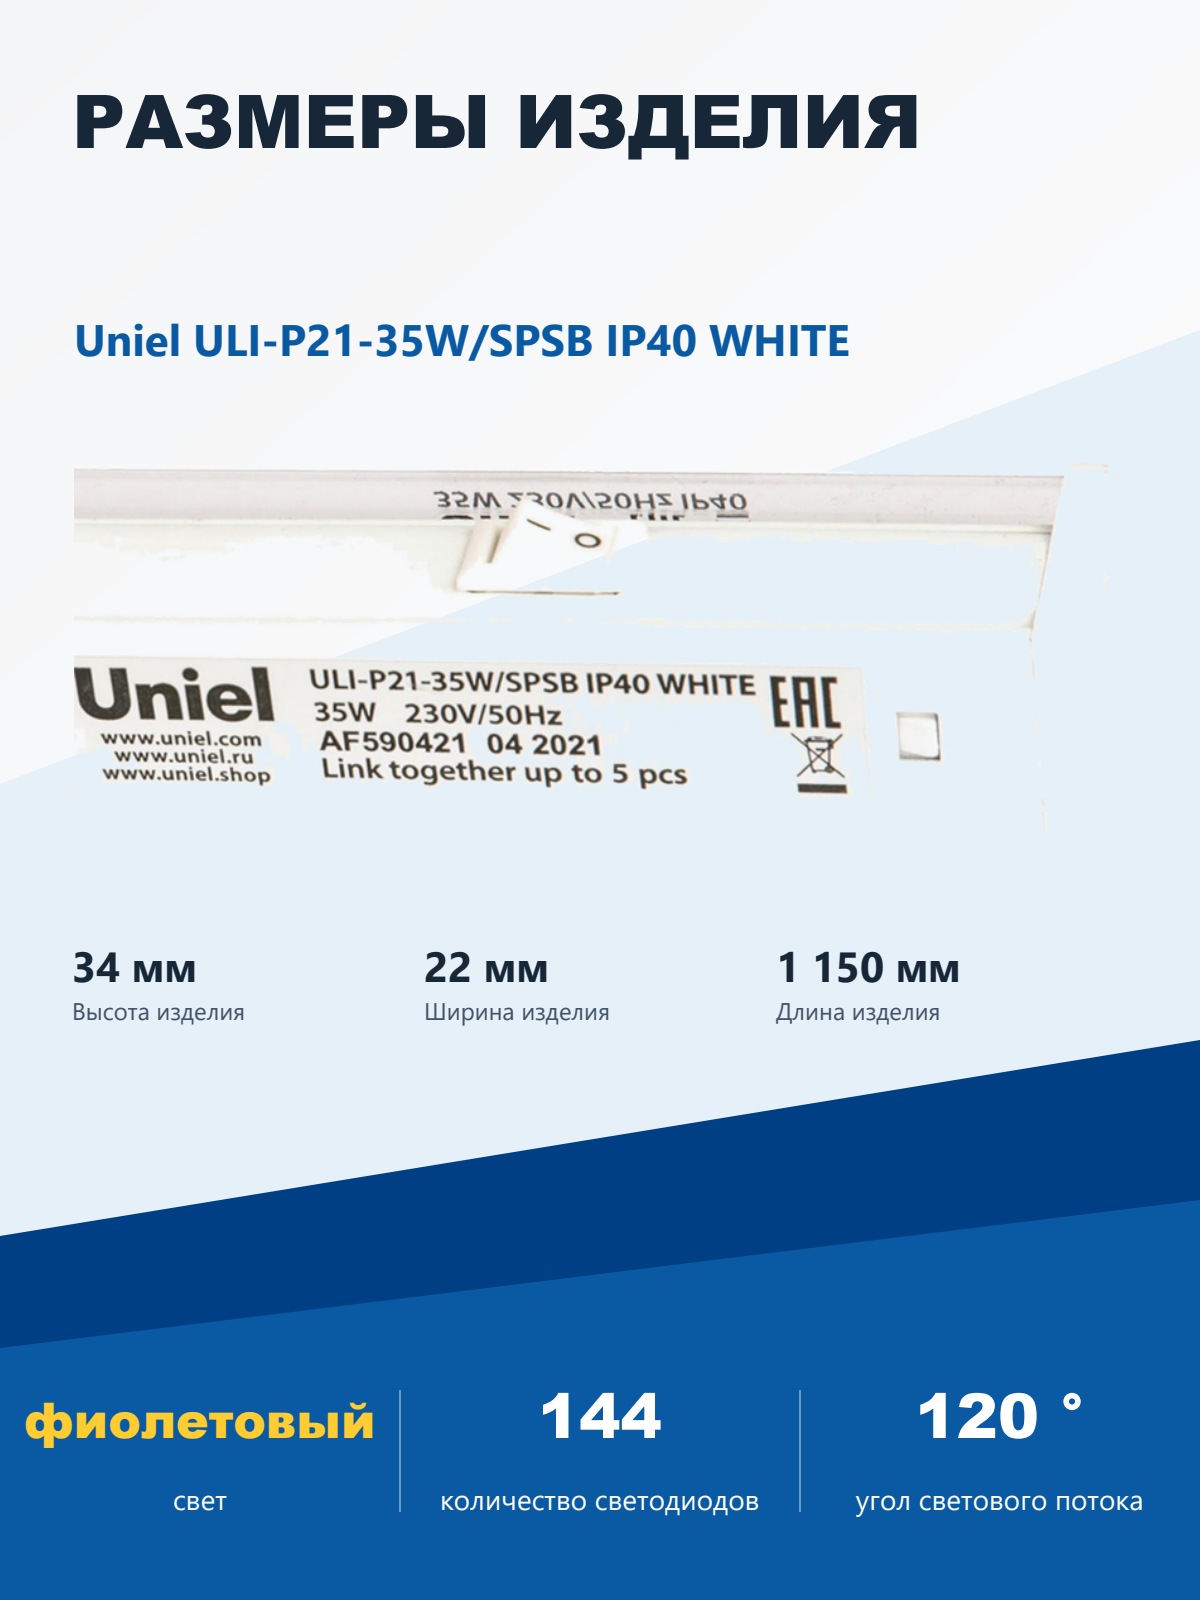 РАЗМЕРЫ ИЗДЕЛИЯ
Uniel ULI-P21-35W/SPSB IP40 WHITE
35W 230V/50Hz IP40
Uniel
www.uniel.com
www.uniel.ru
www.uniel.shop
ULI-P21-35W/SPSB IP40 WHITE
35W 230V/50Hz
AF590421 04 2021
Link together up to 5 pcs
EAC
34 мм
Высота изделия
22 мм
Ширина изделия
1 150 мм
Длина изделия
фиолетовый
свет
144
количество светодиодов
120 °
угол светового потока